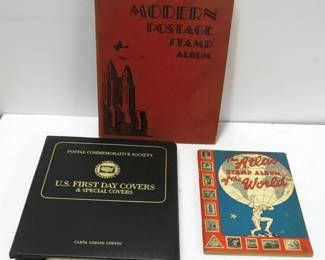 MODERN
POSTAGE
STAMP
ALBUM
POSTAL COMMEMORATIVE SOCIETY
U.S. FIRST DAY COVERS
& SPECIAL COVERS
The Atlas
STAMP ALBUM
of the World